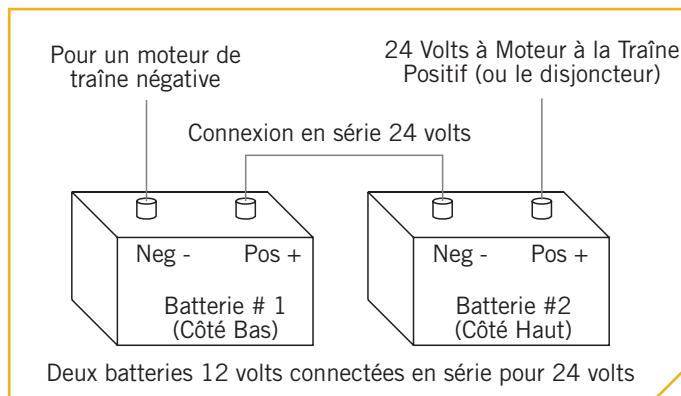 Pour un moteur de
traîne négative
24 Volts à Moteur à la Traîne
Positif (ou le disjoncteur)
Connexion en série 24 volts
Neg - Pos +
Batterie # 1
(Côté Bas)
Neg - Pos +
Batterie #2
(Côté Haut)
Deux batteries 12 volts connectées en série pour 24 volts